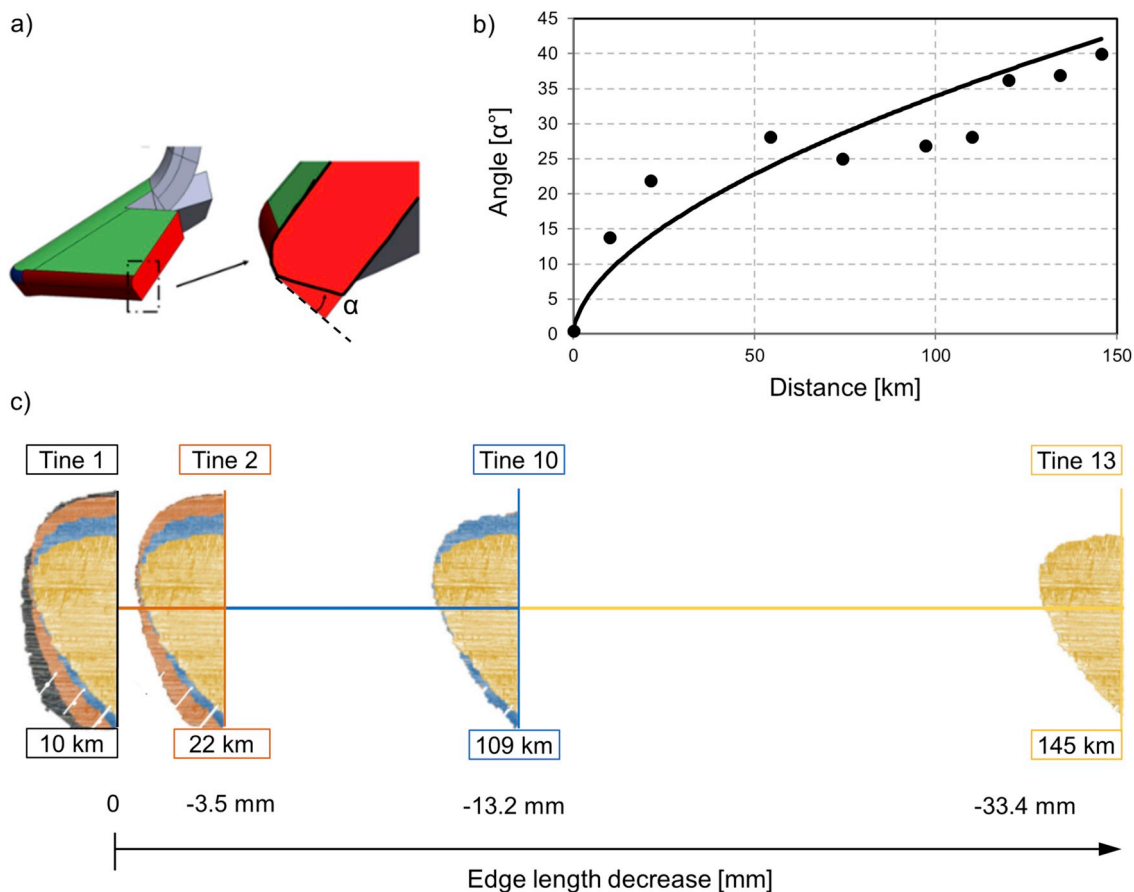 a)
α
b)
45
40
35
30
25
20
15
10
5
0
Angle [α°]
0
50
100
150
Distance [km]
c)
Tine 1
Tine 2
Tine 10
Tine 13
10 km
22 km
109 km
145 km
0
-3.5 mm
-13.2 mm
-33.4 mm
Edge length decrease [mm]